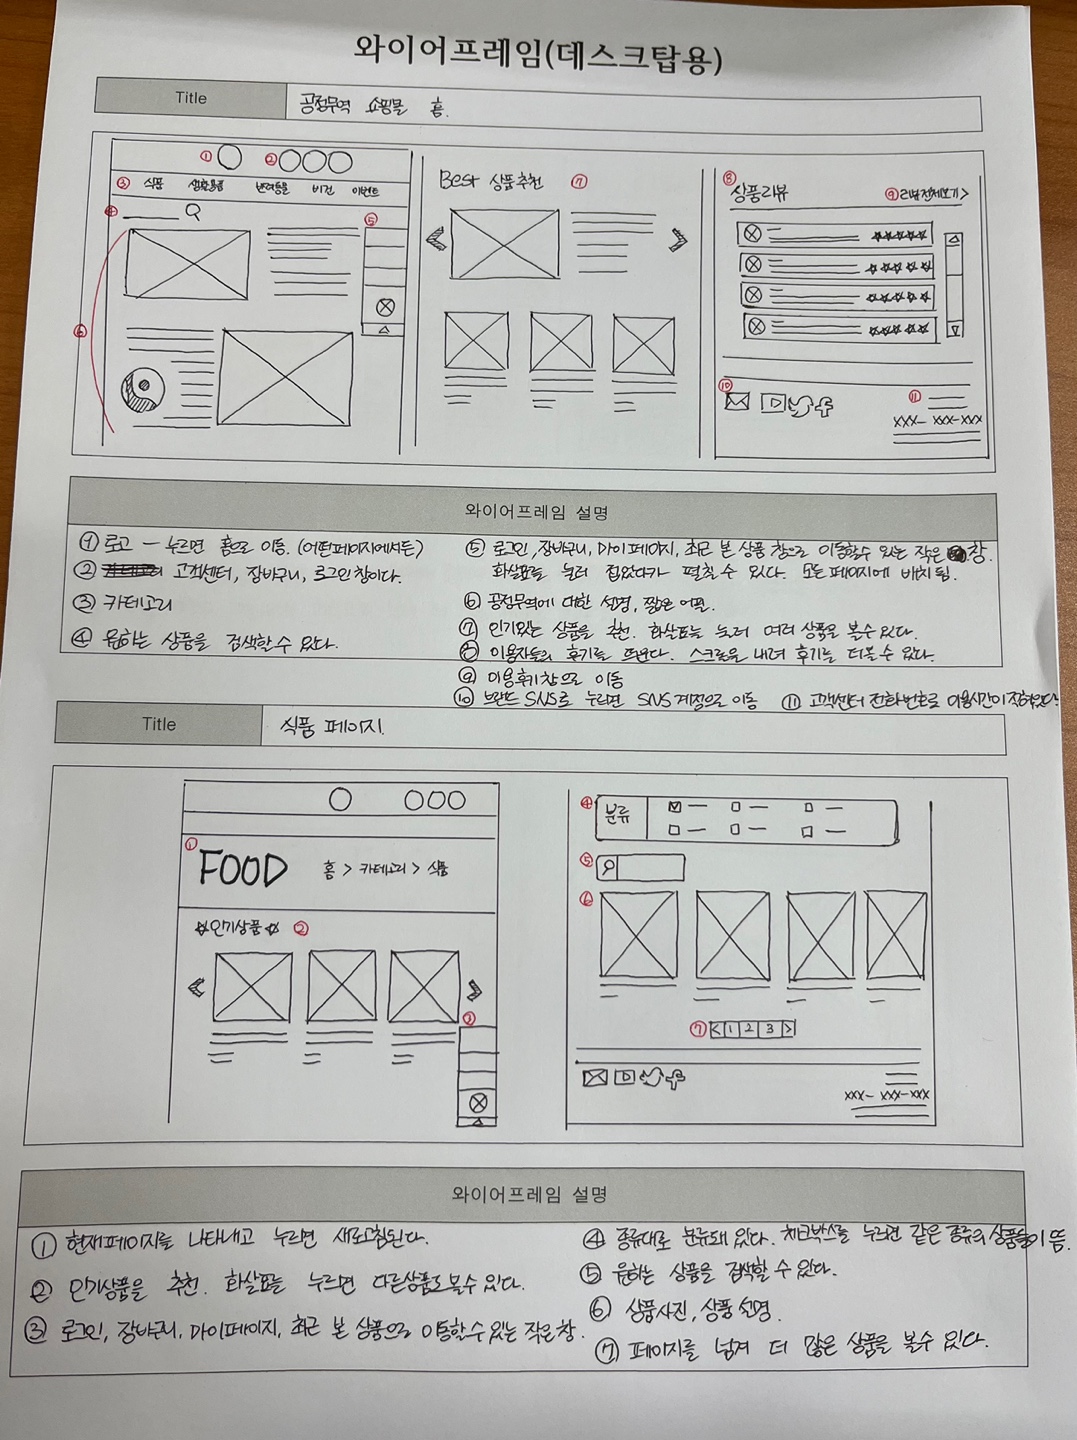 와이어프레임(데스크탑용)
Title
공정무역 쇼핑몰 홈.
① ②
③ 식품 생활용품 반려동물 비건 이벤트
④ ⑤
⑥
Best 상품 추천 ⑦
⑧
상품리뷰 ⑨ 리뷰전체보기>
⑩ ⑪
XXX- XXX-XXX
와이어프레임 설명
① 로고 - 누르면 홈으로 이동. (어떤페이지에서든)
② 고객센터, 장바구니, 로그인창이다.
③ 카테고리
④ 원하는 상품을 검색할 수 있다.
⑤ 로그인, 장바구니, 마이페이지, 최근 본 상품 창으로 이동할수 있는 작은 창.
화살표를 눌러 접었다가 펼칠 수 있다. 모든 페이지에 배치됨.
⑥ 공정무역에 대한 설명, 짧은 어필.
⑦ 인기있는 상품을 추천. 화살표를 눌러 여러 상품을 볼수 있다.
⑧ 이용자들의 후기를 띄운다. 스크롤을 내려 후기를 더볼 수 있다.
⑨ 이용후기창으로 이동
⑩ 브랜드 SNS로 누르면 SNS 계정으로 이동 ⑪ 고객센터 전화번호로 이용시간이 적혀있다.
Title
식품 페이지.
①
FOOD 홈 > 카테고리 > 식품
☆인기상품☆ ②
③
④ 분류
⑤
⑥
⑦ < 1 2 3 >
XXX- XXX-XXX
와이어프레임 설명
① 현재페이지를 나타내고 누르면 새로고침된다.
② 인기상품을 추천. 화살표를 누르면 다른상품도 볼수 있다.
③ 로그인, 장바구니, 마이페이지, 최근 본 상품으로 이동할수 있는 작은 창.
④ 종류대로 분류돼 있다. 체크박스를 누르면 같은 종류의 상품들이 뜸.
⑤ 원하는 상품을 검색할 수 있다.
⑥ 상품사진, 상품 설명.
⑦ 페이지를 넘겨 더 많은 상품을 볼수 있다.